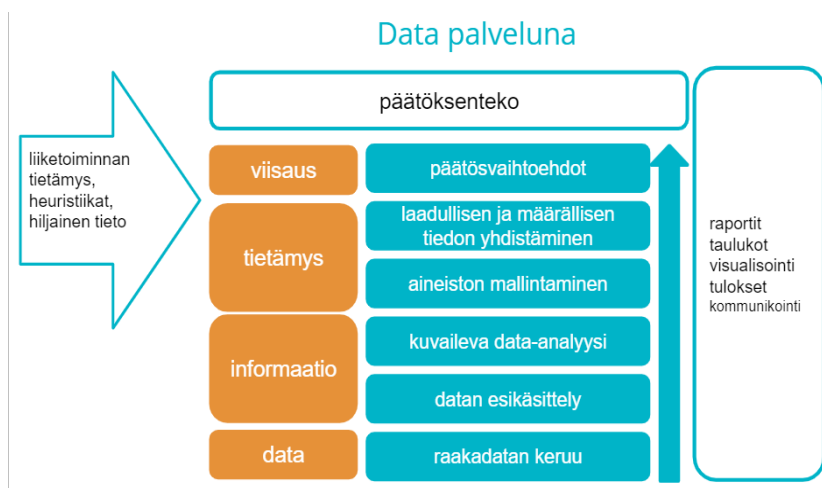 Data palveluna
päätöksenteko
liiketoiminnan
tietämys,
heuristiikat,
hiljainen tieto
viisaus
päätösvaihtoehdot
tietämys
laadullisen ja määrällisen
tiedon yhdistäminen
aineiston mallintaminen
informaatio
kuvaileva data-analyysi
datan esikäsittely
data
raakadatan keruu
raportit
taulukot
visualisointi
tulokset
kommunikointi